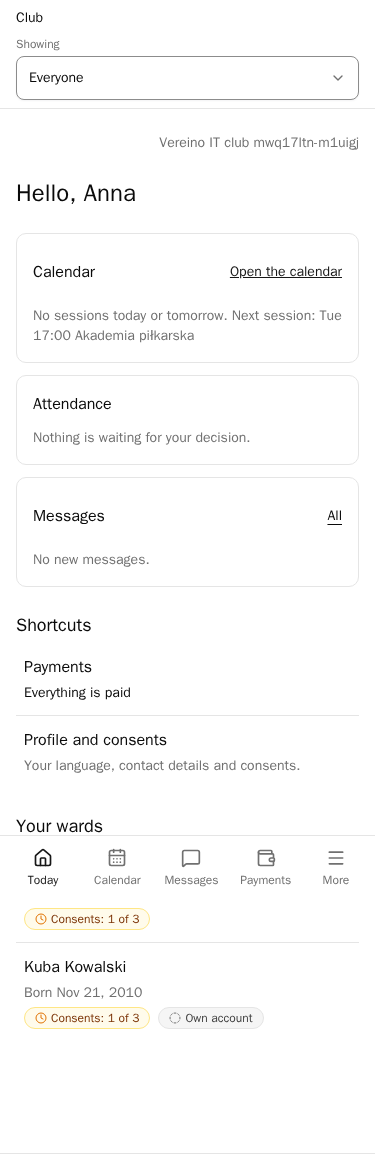 Club
Showing
Everyone
Vereino IT club mwq17ltn-m1uigj
Hello, Anna
Calendar
Open the calendar
No sessions today or tomorrow. Next session: Tue
17:00 Akademia piłkarska
Attendance
Nothing is waiting for your decision.
Messages
All
No new messages.
Shortcuts
Payments
Everything is paid
Profile and consents
Your language, contact details and consents.
Your wards
Today
Calendar
Messages
Payments
More
Consents: 1 of 3
Kuba Kowalski
Born Nov 21, 2010
Consents: 1 of 3
Own account